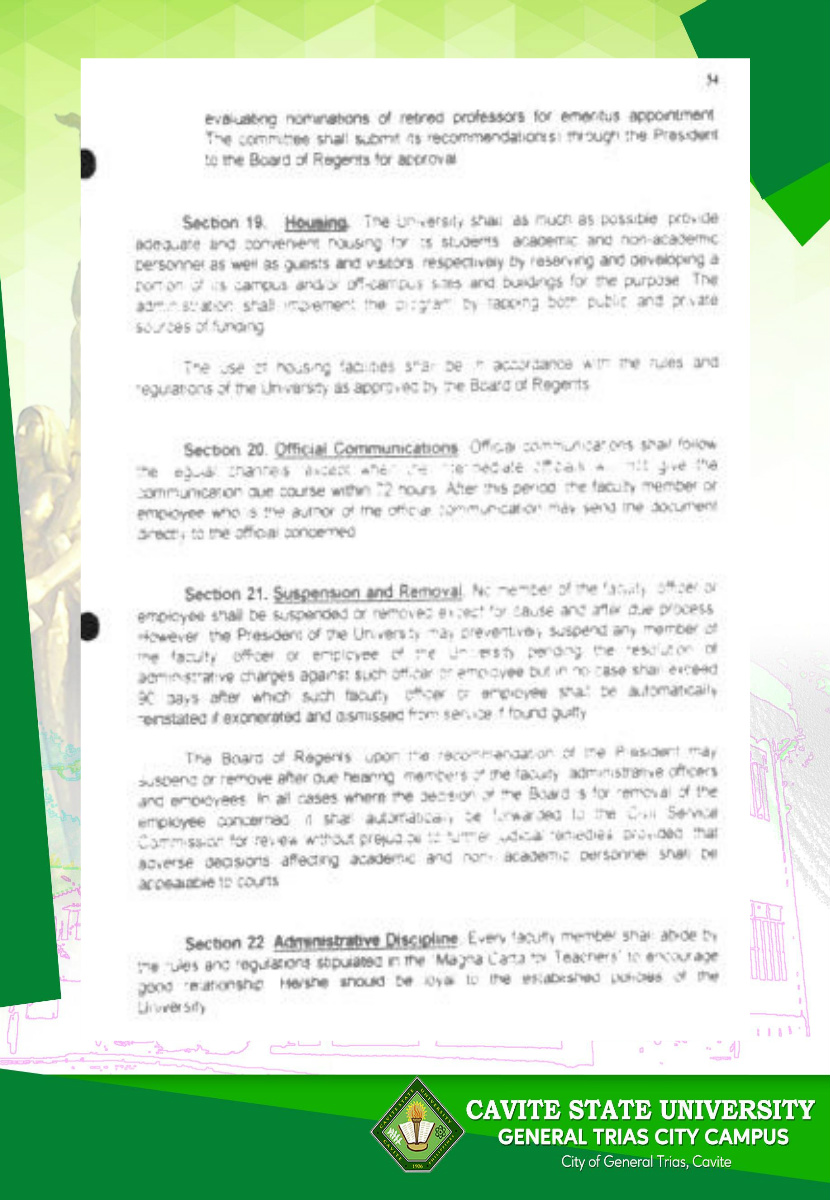 54
evaluating nominations of retired professors for emeritus appointment.
The committee shall submit its recommendation(s) through the President
to the Board of Regents for approval.
Section 19. Housing. The University shall, as much as possible, provide
adequate and convenient housing for its students, academic and non-academic
personnel as well as guests and visitors, respectively by reserving and developing a
portion of its campus and/or off-campus sites and buildings for the purpose. The
administration shall implement the program by tapping both public and private
sources of funding.
The use of housing facilities shall be in accordance with the rules and
regulations of the University as approved by the Board of Regents.
Section 20. Official Communications. Official communications shall follow
the regular channels, except when the intermediate officials will not give the
communication due course within 72 hours. After this period, the faculty member or
employee who is the author of the official communication may send the document
directly to the official concerned.
Section 21. Suspension and Removal. No member of the faculty, officer or
employee shall be suspended or removed except for cause and after due process.
However, the President of the University may preventively suspend any member of
the faculty, officer or employee of the University pending the resolution of
administrative charges against such officer or employee but in no case shall exceed
90 days after which such faculty, officer or employee shall be automatically
reinstated if exonerated and dismissed from service if found guilty.
The Board of Regents, upon the recommendation of the President may
suspend or remove after due hearing, members of the faculty, administrative officers
and employees. In all cases where the decision of the Board is for removal of the
employee concerned, it shall automatically be forwarded to the Civil Service
Commission for review without prejudice to further judicial remedies, provided, that
adverse decisions affecting academic and non- academic personnel shall be
appealable to courts.
Section 22 Administrative Discipline. Every faculty member shall abide by
the rules and regulations stipulated in the "Magna Carta for Teachers" to encourage
good relationship. He/she should be loyal to the established policies of the
University.
CAVITE STATE UNIVERSITY
GENERAL TRIAS CITY CAMPUS
City of General Trias, Cavite
1906